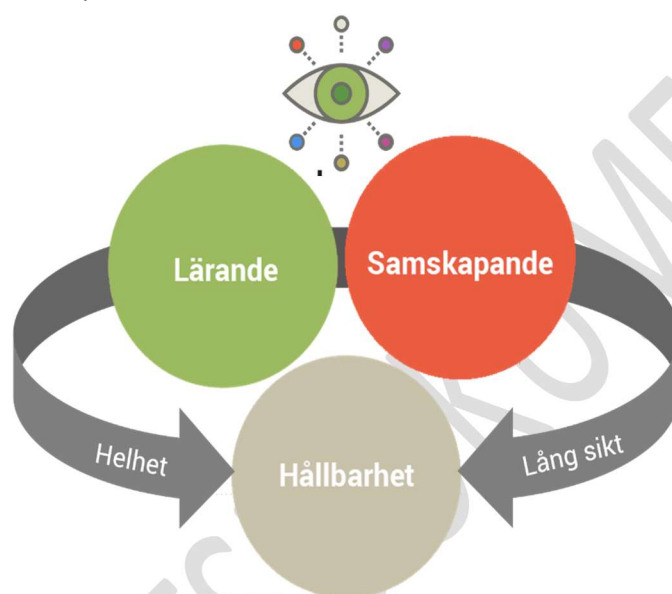 Lärande
Samskapande
Helhet
Hållbarhet
Lång sikt